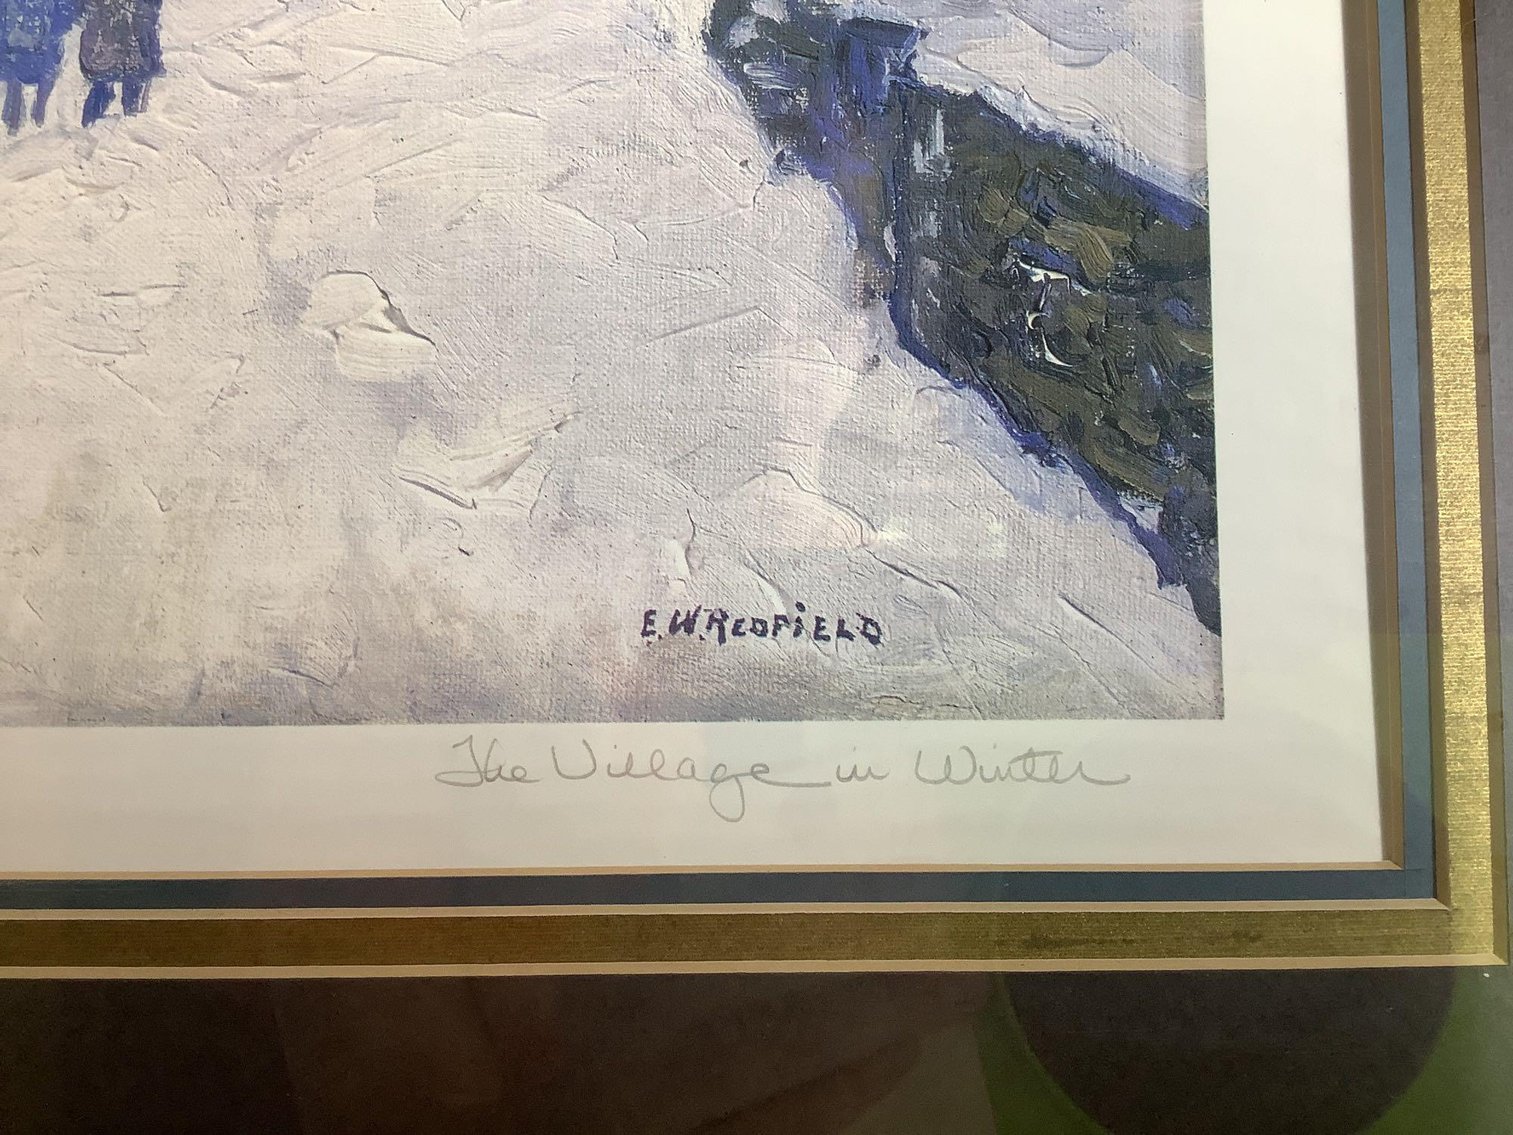 E. W. REDFIELD
The Village in Winter